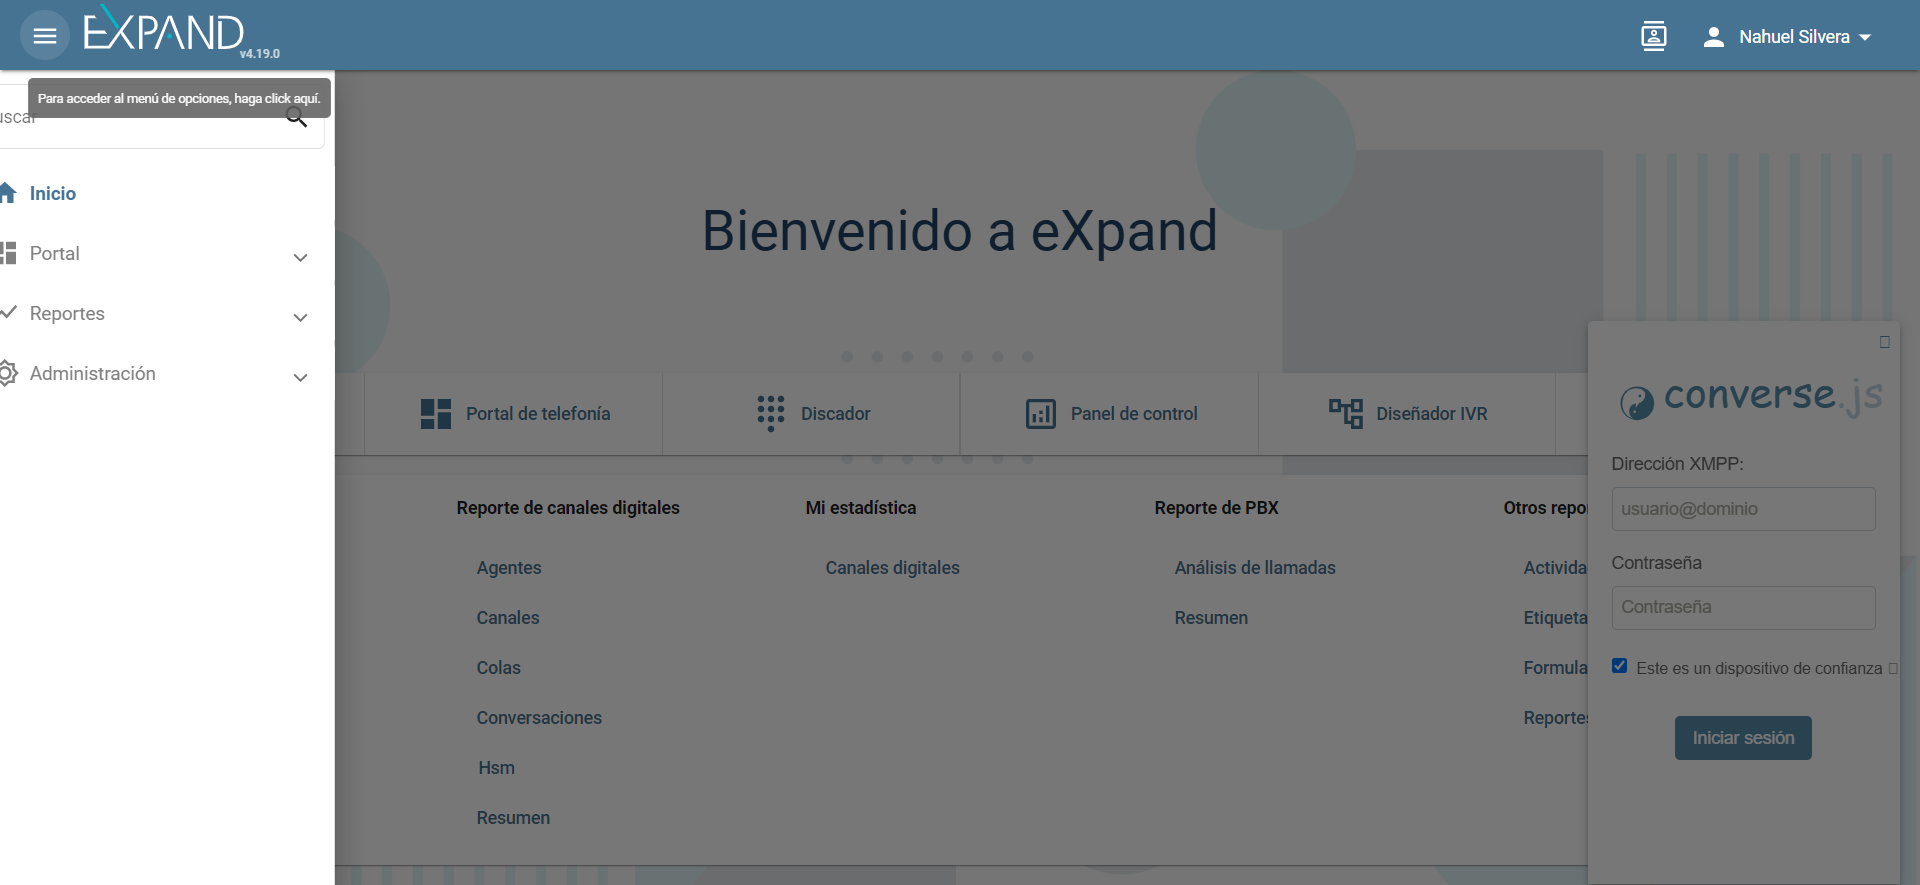 EXPAND
v4.19.0
Nahuel Silvera
Para acceder al menú de opciones, haga click aquí.
uscar
Inicio
Portal
Reportes
Administración
Bienvenido a eXpand
Portal de telefonía
Discador
Panel de control
Diseñador IVR
Reporte de canales digitales
Agentes
Canales
Colas
Conversaciones
Hsm
Resumen
Mi estadística
Canales digitales
Reporte de PBX
Análisis de llamadas
Resumen
Otros repo
Activida
Etiqueta
Formula
Reportes
converse.js
Dirección XMPP:
usuario@dominio
Contraseña
Contraseña
Este es un dispositivo de confianza
Iniciar sesión